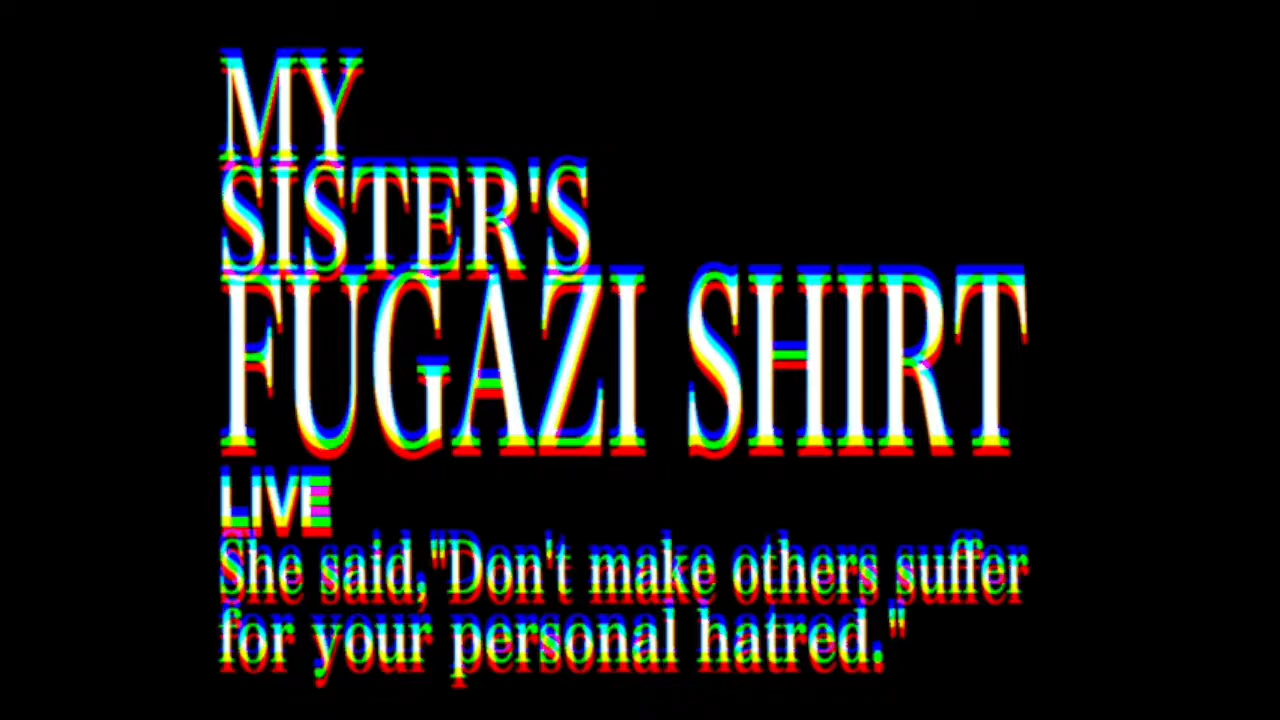 MY
SISTER'S
FUGAZI SHIRT
LIVE
She said,"Don't make others suffer
for your personal hatred."